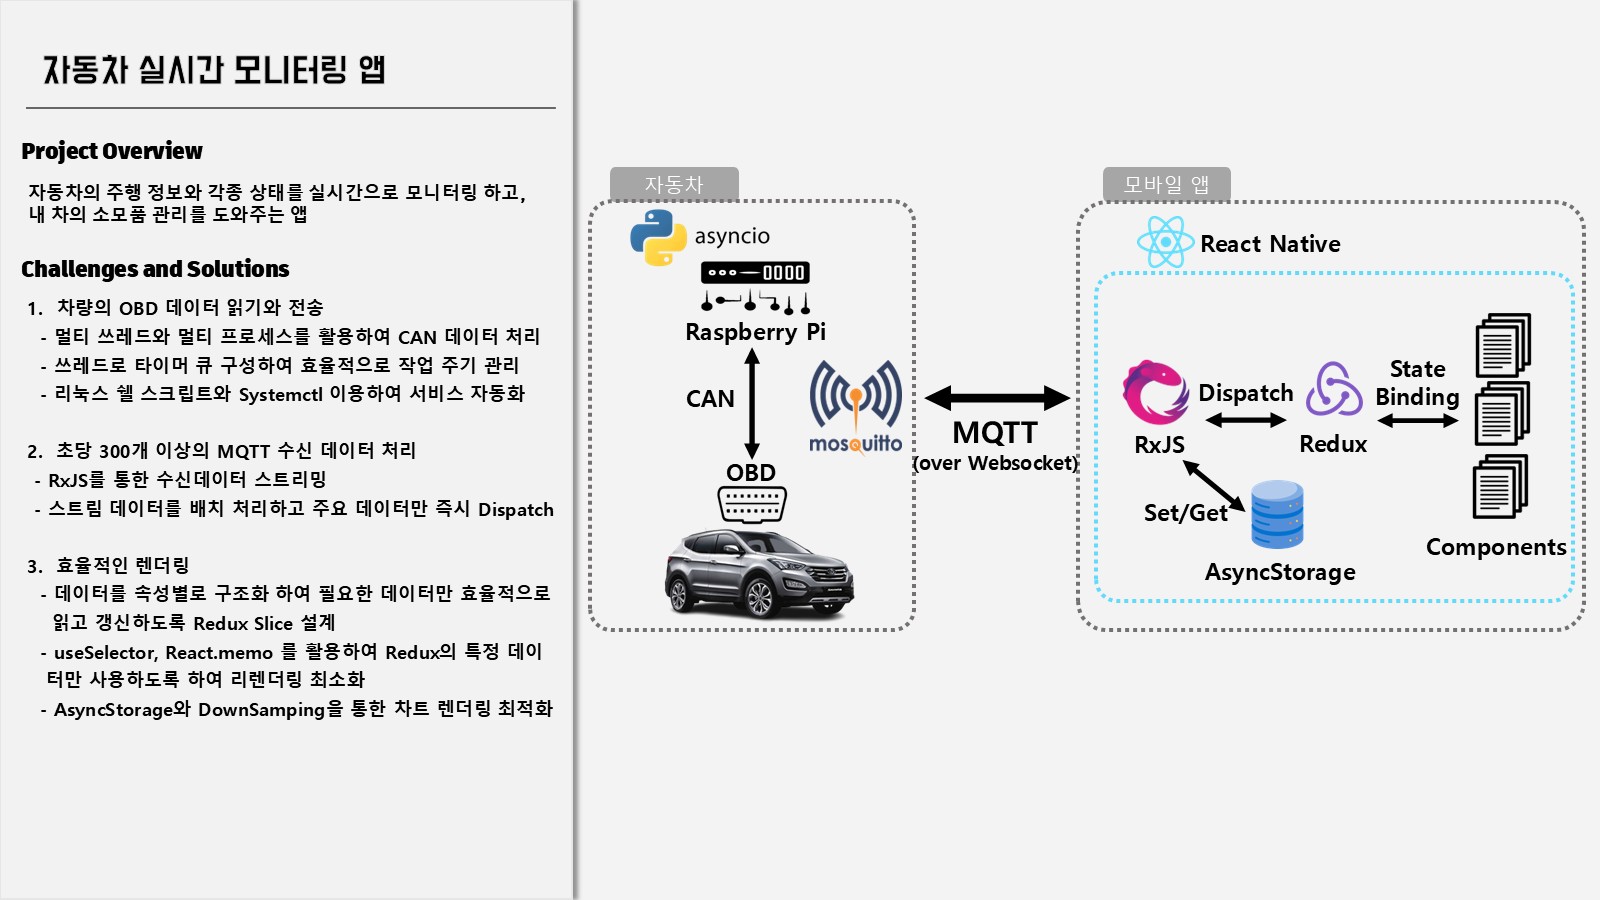 자동차 실시간 모니터링 앱
Project Overview
자동차의 주행 정보와 각종 상태를 실시간으로 모니터링 하고,
내 차의 소모품 관리를 도와주는 앱
Challenges and Solutions
1. 차량의 OBD 데이터 읽기와 전송
- 멀티 쓰레드와 멀티 프로세스를 활용하여 CAN 데이터 처리
- 쓰레드로 타이머 큐 구성하여 효율적으로 작업 주기 관리
- 리눅스 쉘 스크립트와 Systemctl 이용하여 서비스 자동화
2. 초당 300개 이상의 MQTT 수신 데이터 처리
- RxJS를 통한 수신데이터 스트리밍
- 스트림 데이터를 배치 처리하고 주요 데이터만 즉시 Dispatch
3. 효율적인 렌더링
- 데이터를 속성별로 구조화 하여 필요한 데이터만 효율적으로
읽고 갱신하도록 Redux Slice 설계
- useSelector, React.memo 를 활용하여 Redux의 특정 데이
터만 사용하도록 하여 리렌더링 최소화
- AsyncStorage와 DownSamping을 통한 차트 렌더링 최적화
자동차
asyncio
Raspberry Pi
CAN
mosquitto
OBD
MQTT
(over Websocket)
모바일 앱
React Native
RxJS
Dispatch
Redux
State
Binding
Set/Get
AsyncStorage
Components